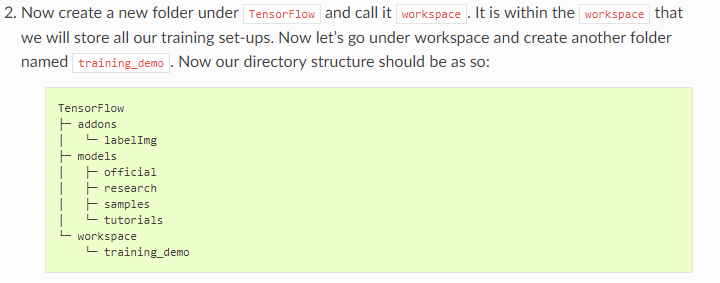 2. Now create a new folder under TensorFlow and call it workspace. It is within the workspace that
we will store all our training set-ups. Now let’s go under workspace and create another folder
named training_demo. Now our directory structure should be as so:
TensorFlow
├─ addons
│  └─ labelImg
├─ models
│  ├─ official
│  ├─ research
│  ├─ samples
│  └─ tutorials
└─ workspace
   └─ training_demo